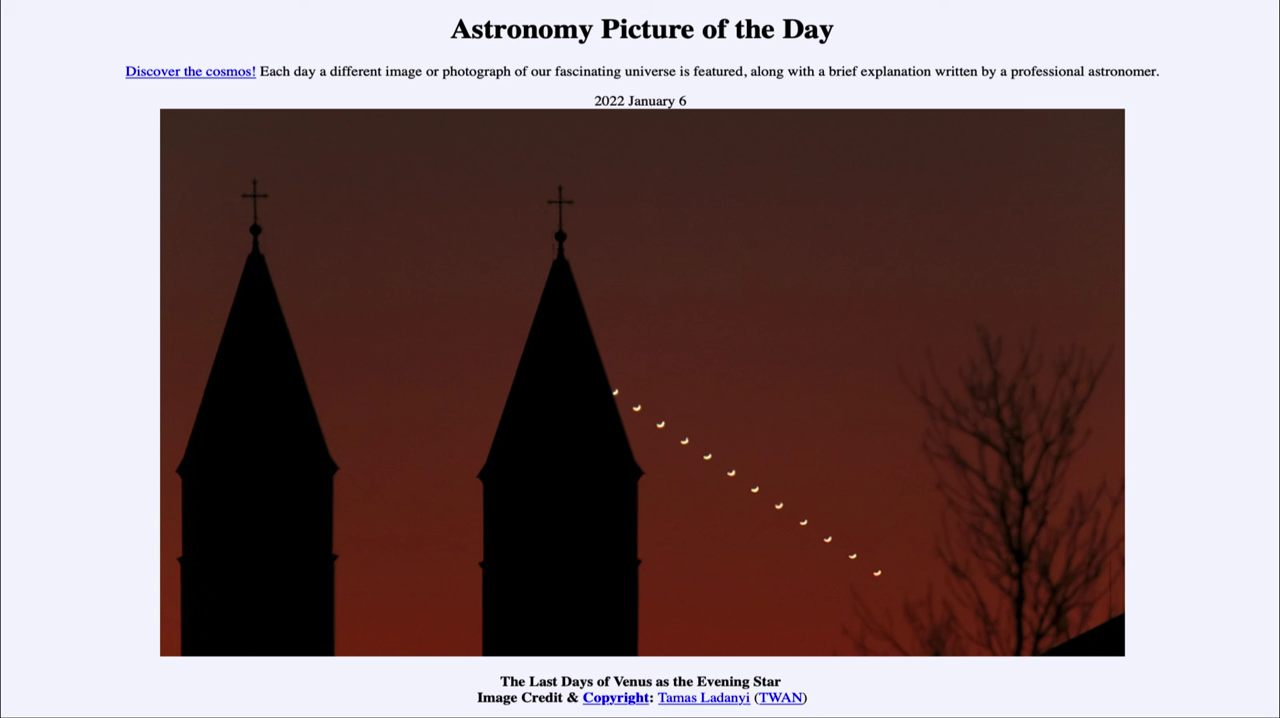 Astronomy Picture of the Day
Discover the cosmos! Each day a different image or photograph of our fascinating universe is featured, along with a brief explanation written by a professional astronomer.
2022 January 6
The Last Days of Venus as the Evening Star
Image Credit & Copyright: Tamas Ladanyi (TWAN)